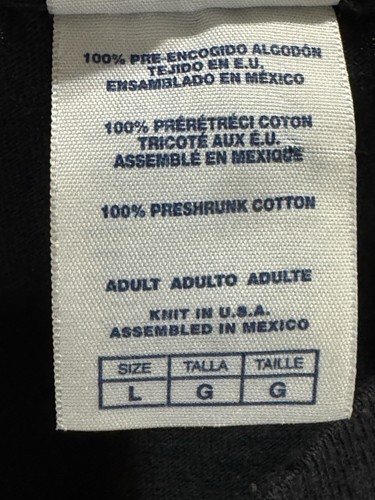 100% PRE-ENCOGIDO ALGODÓN
TEJIDO EN E.U.
ENSAMBLADO EN MÉXICO
100% PRÉRÉTRÉCI COTON
TRICOTÉ AUX É.U.
ASSEMBLÉ EN MEXIQUE
100% PRESHRUNK COTTON
ADULT ADULTO ADULTE
KNIT IN U.S.A.
ASSEMBLED IN MEXICO
SIZE TALLA TAILLE
L G G